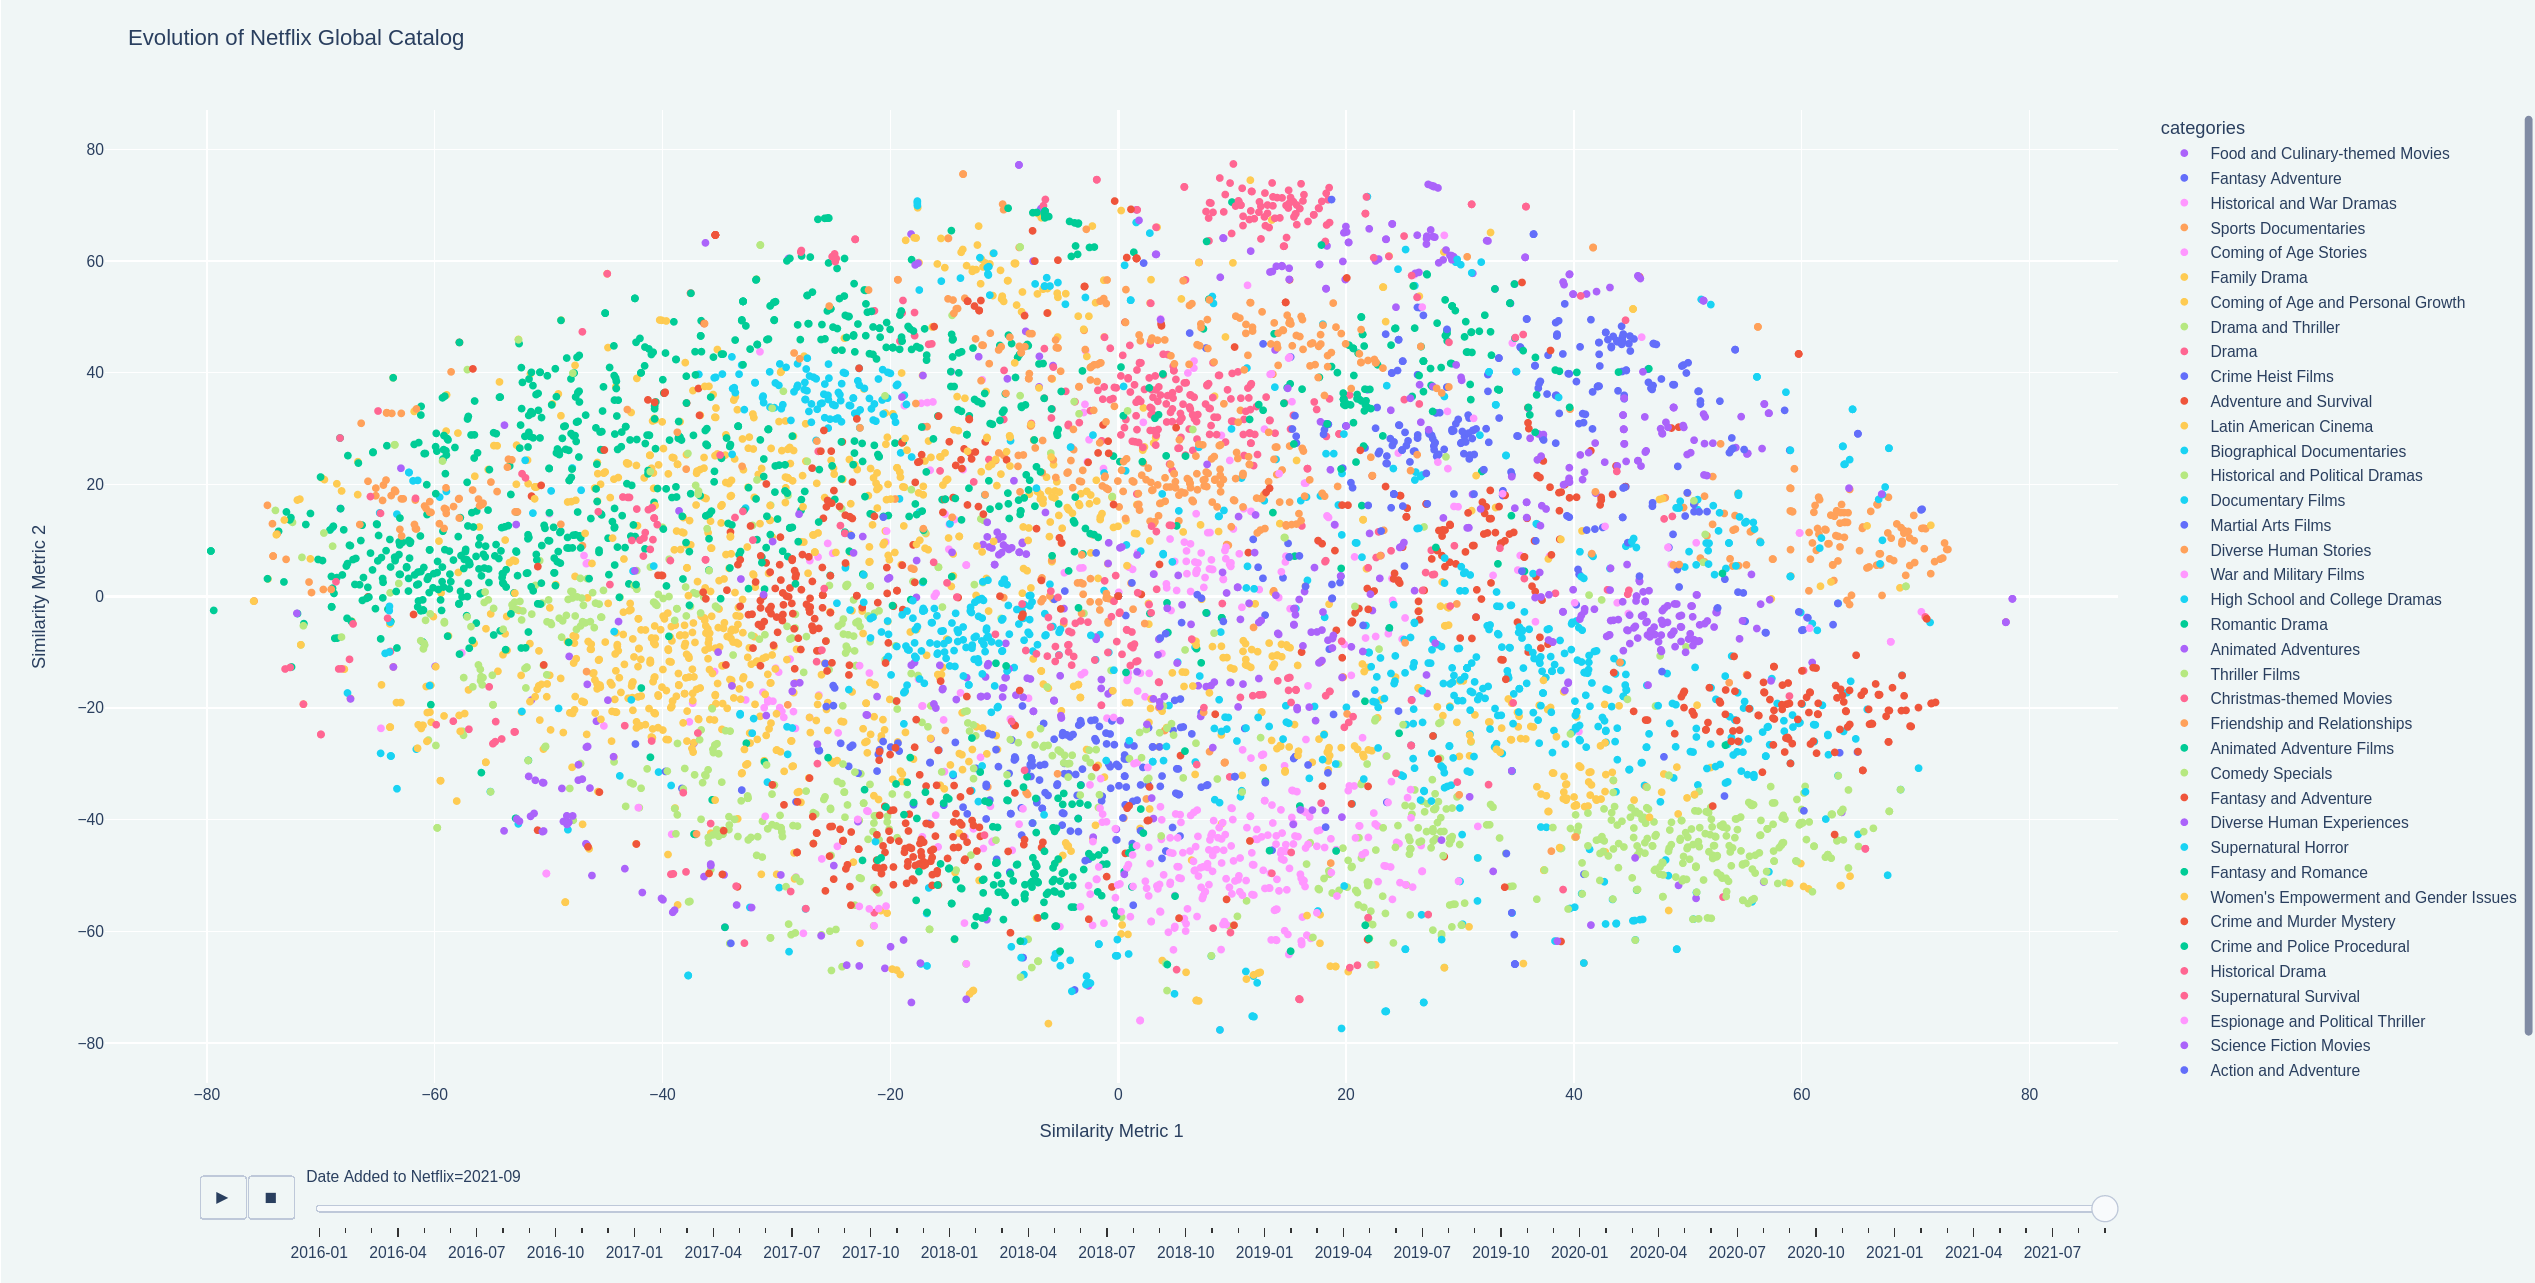 Evolution of Netflix Global Catalog
categories
Food and Culinary-themed Movies
Fantasy Adventure
Historical and War Dramas
Sports Documentaries
Coming of Age Stories
Family Drama
Coming of Age and Personal Growth
Drama and Thriller
Drama
Crime Heist Films
Adventure and Survival
Latin American Cinema
Biographical Documentaries
Historical and Political Dramas
Documentary Films
Martial Arts Films
Diverse Human Stories
War and Military Films
High School and College Dramas
Romantic Drama
Animated Adventures
Thriller Films
Christmas-themed Movies
Friendship and Relationships
Animated Adventure Films
Comedy Specials
Fantasy and Adventure
Diverse Human Experiences
Supernatural Horror
Fantasy and Romance
Women's Empowerment and Gender Issues
Crime and Murder Mystery
Crime and Police Procedural
Historical Drama
Supernatural Survival
Espionage and Political Thriller
Science Fiction Movies
Action and Adventure
Similarity Metric 2
80
60
40
20
0
−20
−40
−60
−80
−80 −60 −40 −20 0 20 40 60 80
Similarity Metric 1
Date Added to Netflix=2021-09
2016-01 2016-04 2016-07 2016-10 2017-01 2017-04 2017-07 2017-10 2018-01 2018-04 2018-07 2018-10 2019-01 2019-04 2019-07 2019-10 2020-01 2020-04 2020-07 2020-10 2021-01 2021-04 2021-07